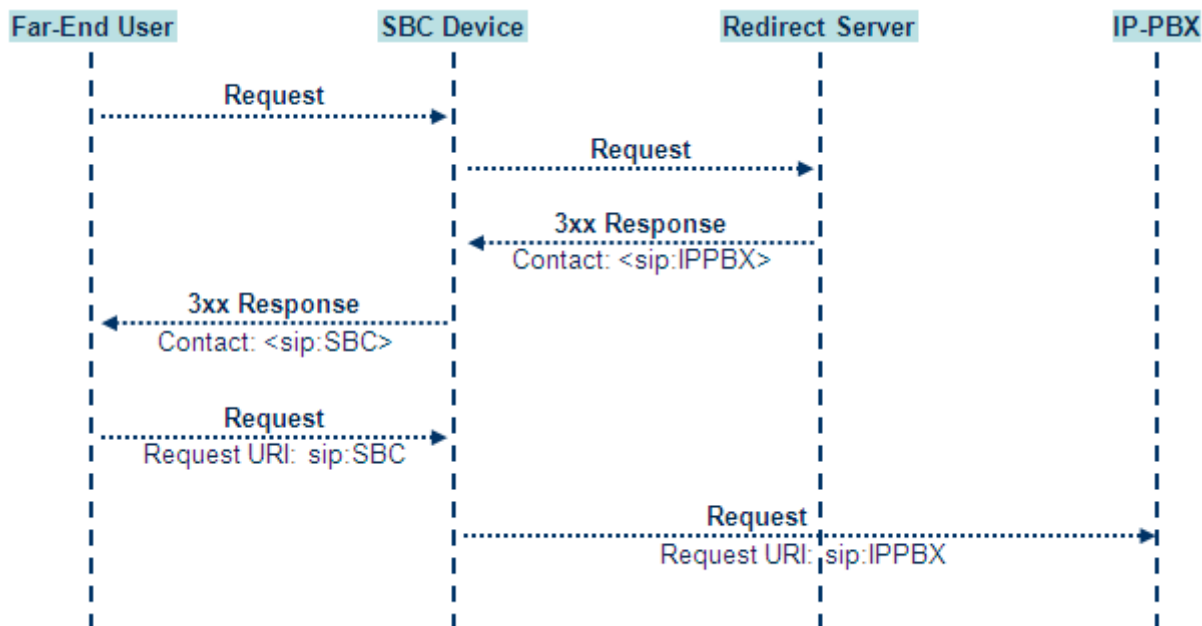 Far-End User
SBC Device
Redirect Server
IP-PBX
Request
Request
3xx Response
Contact: <sip:IPPBX>
3xx Response
Contact: <sip:SBC>
Request
Request URI: sip:SBC
Request
Request URI: sip:IPPBX